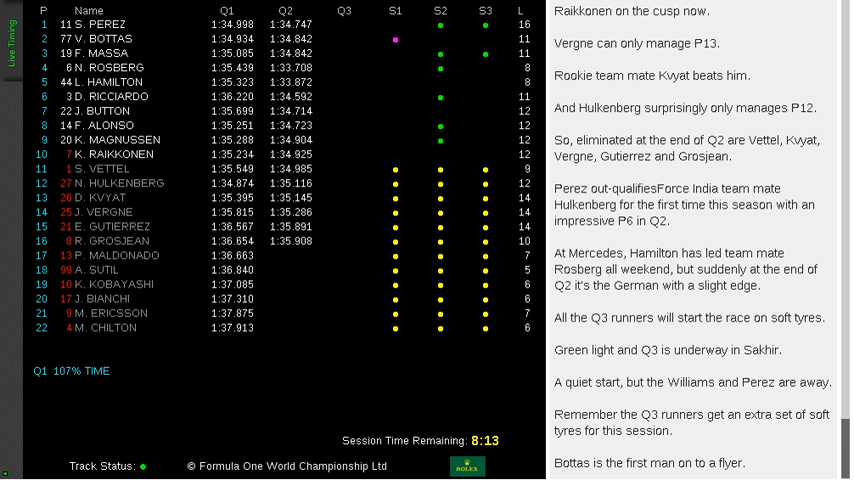 Live Timing
P Name Q1 Q2 Q3 S1 S2 S3 L
1 11 S. PEREZ 1:34.998 1:34.747 16
2 77 V. BOTTAS 1:34.934 1:34.842 11
3 19 F. MASSA 1:35.085 1:34.842 11
4 6 N. ROSBERG 1:35.439 1:33.708 8
5 44 L. HAMILTON 1:35.323 1:33.872 8
6 3 D. RICCIARDO 1:36.220 1:34.592 11
7 22 J. BUTTON 1:35.699 1:34.714 12
8 14 F. ALONSO 1:35.251 1:34.723 12
9 20 K. MAGNUSSEN 1:35.288 1:34.904 12
10 7 K. RAIKKONEN 1:35.234 1:34.925 12
11 1 S. VETTEL 1:35.549 1:34.985 9
12 27 N. HULKENBERG 1:34.874 1:35.116 12
13 26 D. KVYAT 1:35.395 1:35.145 14
14 25 J. VERGNE 1:35.815 1:35.286 14
15 21 E. GUTIERREZ 1:36.567 1:35.891 14
16 8 R. GROSJEAN 1:36.654 1:35.908 10
17 13 P. MALDONADO 1:36.663 7
18 99 A. SUTIL 1:36.840 5
19 10 K. KOBAYASHI 1:37.085 6
20 17 J. BIANCHI 1:37.310 6
21 9 M. ERICSSON 1:37.875 7
22 4 M. CHILTON 1:37.913 6
Q1 107% TIME
Session Time Remaining: 8:13
Track Status: © Formula One World Championship Ltd
ROLEX
Raikkonen on the cusp now.
Vergne can only manage P13.
Rookie team mate Kvyat beats him.
And Hulkenberg surprisingly only manages P12.
So, eliminated at the end of Q2 are Vettel, Kvyat,
Vergne, Gutierrez and Grosjean.
Perez out-qualifiesForce India team mate
Hulkenberg for the first time this season with an
impressive P6 in Q2.
At Mercedes, Hamilton has led team mate
Rosberg all weekend, but suddenly at the end of
Q2 it's the German with a slight edge.
All the Q3 runners will start the race on soft tyres.
Green light and Q3 is underway in Sakhir.
A quiet start, but the Williams and Perez are away.
Remember the Q3 runners get an extra set of soft
tyres for this session.
Bottas is the first man on to a flyer.